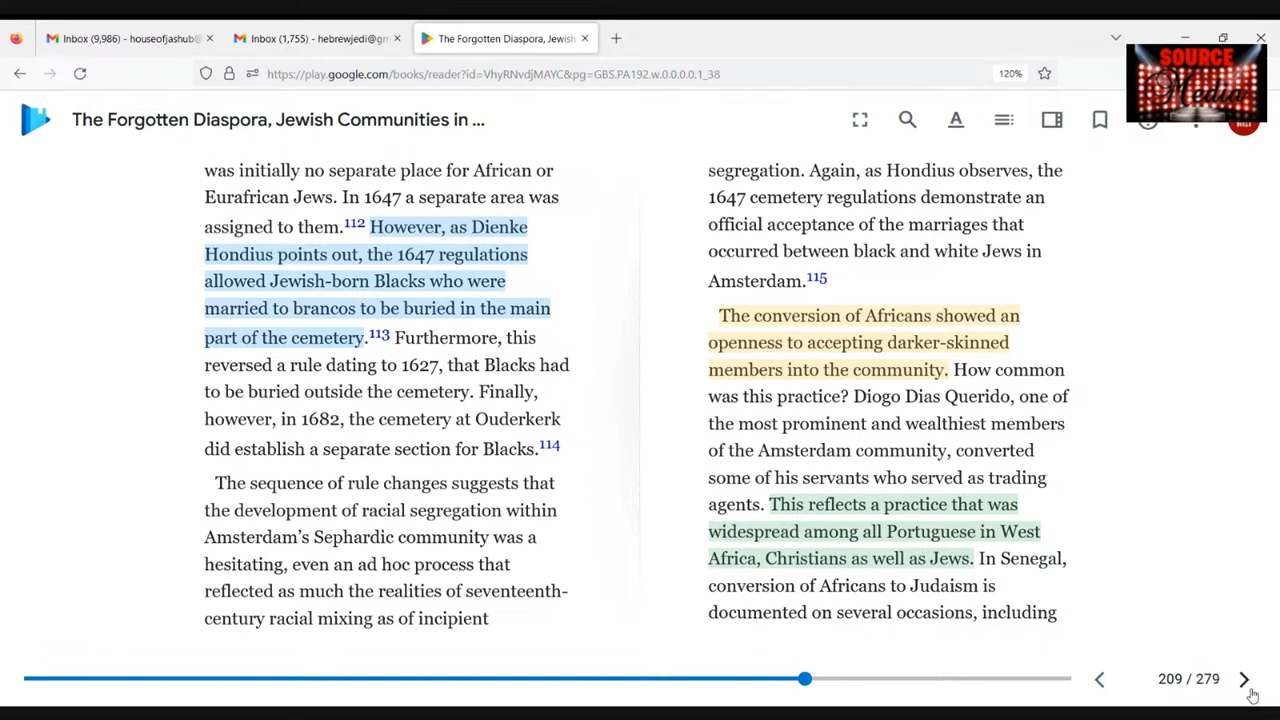 Inbox (9,986) - houseofjashub@
Inbox (1,755) - hebrewjedi@gm
The Forgotten Diaspora, Jewish
https://play.google.com/books/reader?id=VhyRNvdjMAYC&pg=GBS.PA192.w.0.0.0.0.1_38
120%
SOURCE
Media
The Forgotten Diaspora, Jewish Communities in ...
was initially no separate place for African or
Eurafrican Jews. In 1647 a separate area was
assigned to them.112 However, as Dienke
Hondius points out, the 1647 regulations
allowed Jewish-born Blacks who were
married to brancos to be buried in the main
part of the cemetery.113 Furthermore, this
reversed a rule dating to 1627, that Blacks had
to be buried outside the cemetery. Finally,
however, in 1682, the cemetery at Ouderkerk
did establish a separate section for Blacks.114
The sequence of rule changes suggests that
the development of racial segregation within
Amsterdam's Sephardic community was a
hesitating, even an ad hoc process that
reflected as much the realities of seventeenth-
century racial mixing as of incipient
segregation. Again, as Hondius observes, the
1647 cemetery regulations demonstrate an
official acceptance of the marriages that
occurred between black and white Jews in
Amsterdam.115
The conversion of Africans showed an
openness to accepting darker-skinned
members into the community. How common
was this practice? Diogo Dias Querido, one of
the most prominent and wealthiest members
of the Amsterdam community, converted
some of his servants who served as trading
agents. This reflects a practice that was
widespread among all Portuguese in West
Africa, Christians as well as Jews. In Senegal,
conversion of Africans to Judaism is
documented on several occasions, including
209 / 279